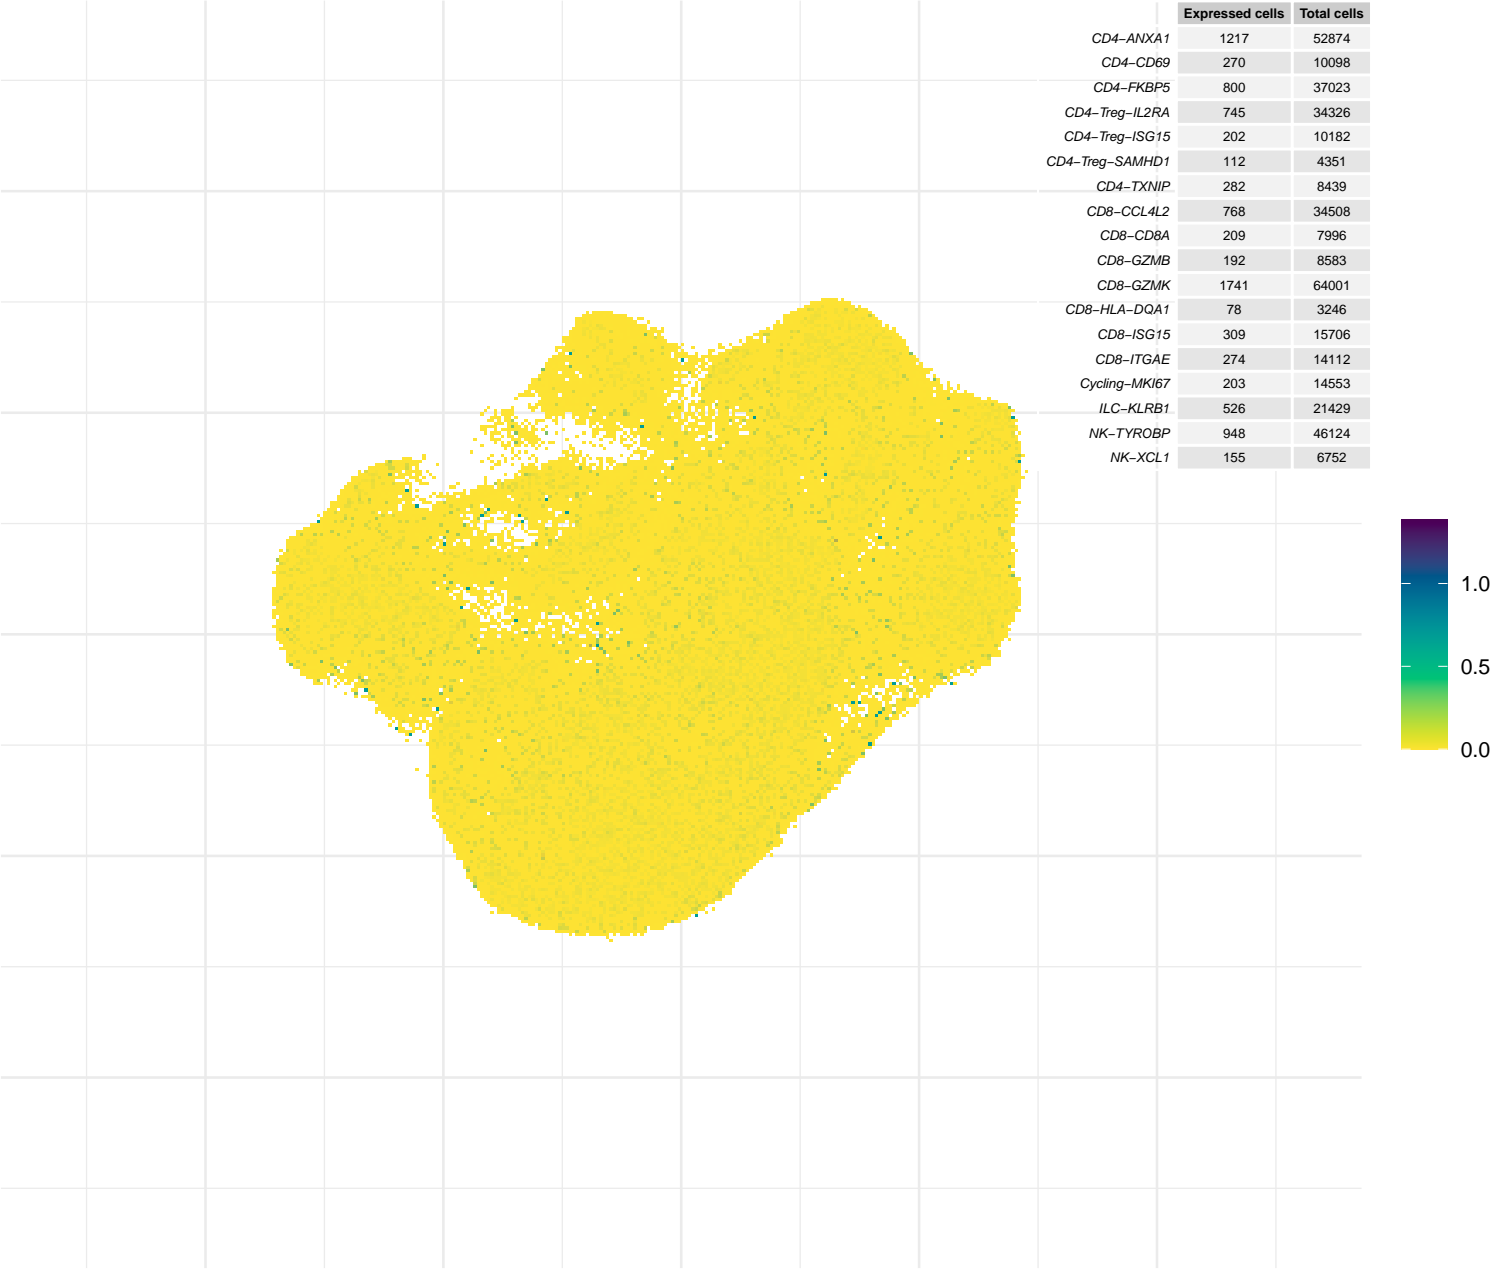 Expressed cells Total cells
CD4−ANXA1 1217 52874
CD4−CD69 270 10098
CD4−FKBP5 800 37023
CD4−Treg−IL2RA 745 34326
CD4−Treg−ISG15 202 10182
CD4−Treg−SAMHD1 112 4351
CD4−TXNIP 282 8439
CD8−CCL4L2 768 34508
CD8−CD8A 209 7996
CD8−GZMB 192 8583
CD8−GZMK 1741 64001
CD8−HLA−DQA1 78 3246
CD8−ISG15 309 15706
CD8−ITGAE 274 14112
Cycling−MKI67 203 14553
ILC−KLRB1 526 21429
NK−TYROBP 948 46124
NK−XCL1 155 6752
1.0
0.5
0.0